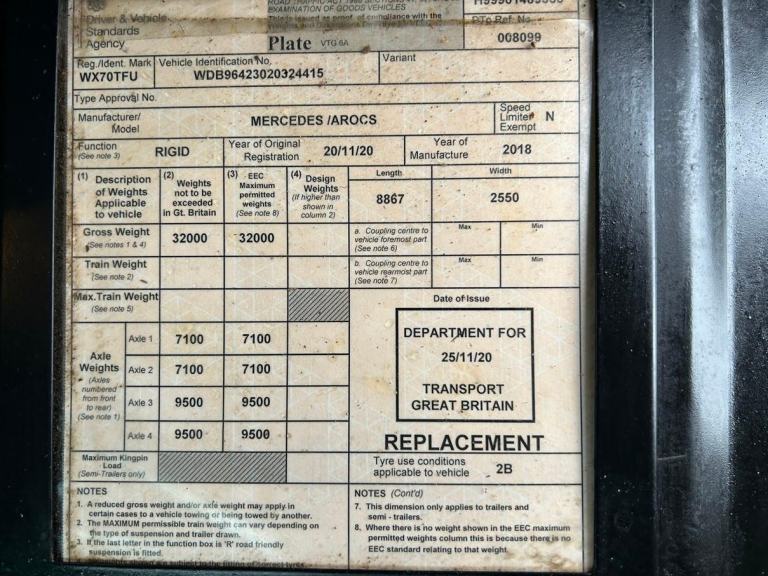 EXAMINATION OF GOODS VEHICLES
This is issued as proof of compliance with the
Driver & Vehicle
Standards
Agency
Plate VTG 6A
PTo Ref. No
008099
Reg./Ident. Mark
WX70TFU
Vehicle Identification No.
WDB96423020324415
Variant
Type Approval No.
Manufacturer/
Model
MERCEDES /AROCS
Speed
Limiter
Exempt
N
Function
(See note 3)
RIGID
Year of Original
Registration
20/11/20
Year of
Manufacture
2018
(1) Description
of Weights
Applicable
to vehicle
(2)
Weights
not to be
exceeded
in Gt. Britain
(3) EEC
Maximum
permitted
weights
(See note 8)
(4) Design
Weights
(If higher than
shown in
column 2)
Length
8867
Width
2550
Gross Weight
(See notes 1 & 4)
32000
32000
a. Coupling centre to
vehicle foremost part
(See note 6)
Max
Min
Train Weight
(See note 2)
b. Coupling centre to
vehicle rearmost part
(See note 7)
Max
Min
Max.Train Weight
(See note 5)
Date of Issue
DEPARTMENT FOR
25/11/20
TRANSPORT
GREAT BRITAIN
Axle
Weights
(Axles
numbered
from front
to rear)
(See note 1)
Axle 1 7100 7100
Axle 2 7100 7100
Axle 3 9500 9500
Axle 4 9500 9500
REPLACEMENT
Maximum Kingpin
Load
(Semi-Trailers only)
Tyre use conditions
applicable to vehicle
2B
NOTES
1. A reduced gross weight and/or axle weight may apply in
certain cases to a vehicle towing or being towed by another.
2. The MAXIMUM permissible train weight can vary depending on
the type of suspension and trailer drawn.
3. If the last letter in the function box is 'R' road friendly
suspension is fitted.
NOTES (Cont'd)
7. This dimension only applies to trailers and
semi - trailers.
8. Where there is no weight shown in the EEC maximum
permitted weights column this is because there is no
EEC standard relating to that weight.